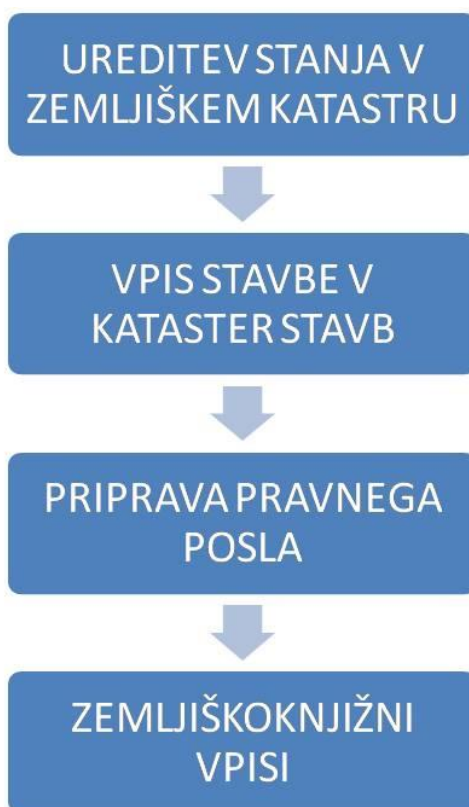 UREDITEV STANJA V
ZEMLJIŠKEM KATASTRU
VPIS STAVBE V
KATASTER STAVB
PRIPRAVA PRAVNEGA
POSLA
ZEMLJIŠKOKNJIŽNI
VPISI